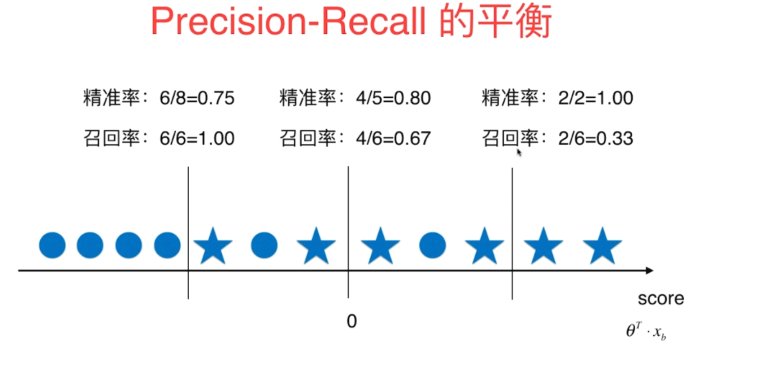 Precision-Recall 的平衡
精准率：6/8=0.75 精准率：4/5=0.80 精准率：2/2=1.00
召回率：6/6=1.00 召回率：4/6=0.67 召回率：2/6=0.33
0
score
θᵀ · x_b